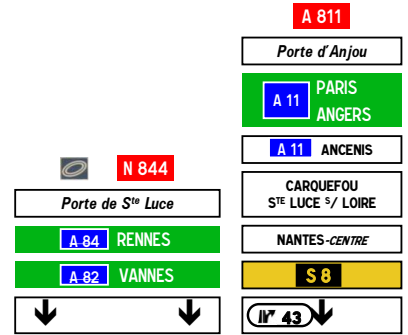 N 844
Porte de Sᵗᵉ Luce
A 84 RENNES
A 82 VANNES
A 811
Porte d'Anjou
A 11 PARIS
ANGERS
A 11 ANCENIS
CARQUEFOU
Sᵀᴱ LUCE ˢ/ LOIRE
NANTES-CENTRE
S 8
43